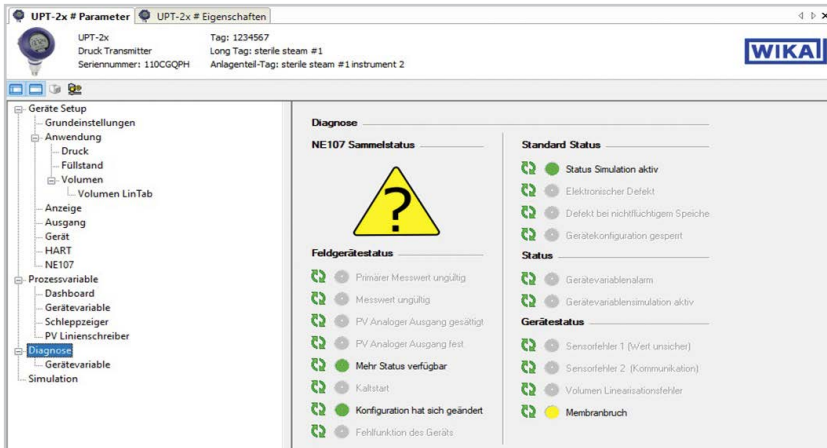 UPT-2x # Parameter
UPT-2x # Eigenschaften
UPT-2x
Druck Transmitter
Seriennummer: 110CGQPH
Tag: 1234567
Long Tag: sterile steam #1
Anlagenteil-Tag: sterile steam #1 instrument 2
WIKA
Geräte Setup
Grundeinstellungen
Anwendung
Druck
Füllstand
Volumen
Volumen LinTab
Anzeige
Ausgang
Gerät
HART
NE107
Prozessvariable
Dashboard
Gerätevariable
Schleppzeiger
PV Linienschreiber
Diagnose
Gerätevariable
Simulation
Diagnose
NE107 Sammelstatus
?
Feldgerätestatus
Primärer Messwert ungültig
Messwert ungültig
PV Analoger Ausgang gesättigt
PV Analoger Ausgang fest
Mehr Status verfügbar
Kaltstart
Konfiguration hat sich geändert
Fehlfunktion des Geräts
Standard Status
Status Simulation aktiv
Elektronischer Defekt
Defekt bei nichtflüchtigem Speiche
Gerätekonfiguration gesperrt
Status
Gerätevariablenalarm
Gerätevariablensimulation aktiv
Gerätestatus
Sensorfehler 1 (Wert unsicher)
Sensorfehler 2 (Kommunikation)
Volumen Linearisationsfehler
Membranbruch